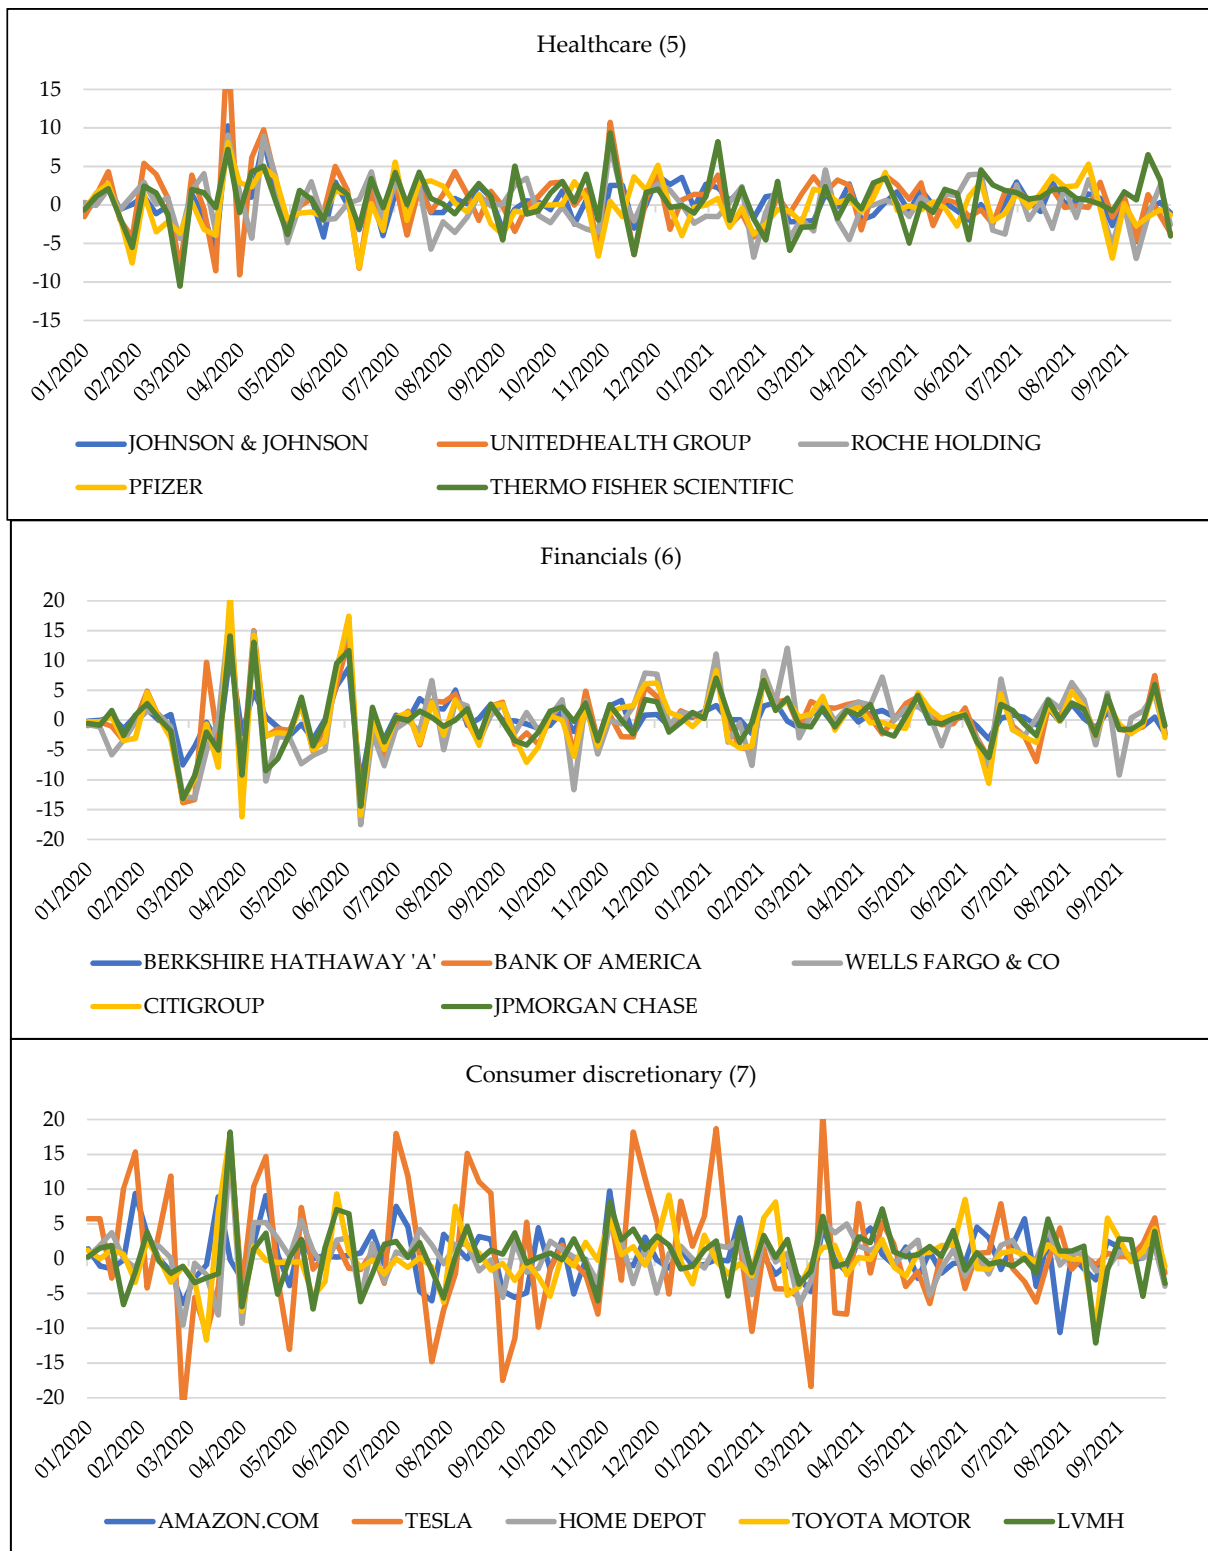 Healthcare (5)
15
10
5
0
-5
-10
-15
01/2020 02/2020 03/2020 04/2020 05/2020 06/2020 07/2020 08/2020 09/2020 10/2020 11/2020 12/2020 01/2021 02/2021 03/2021 04/2021 05/2021 06/2021 07/2021 08/2021 09/2021
JOHNSON & JOHNSON UNITEDHEALTH GROUP ROCHE HOLDING
PFIZER THERMO FISHER SCIENTIFIC
Financials (6)
20
15
10
5
0
-5
-10
-15
-20
01/2020 02/2020 03/2020 04/2020 05/2020 06/2020 07/2020 08/2020 09/2020 10/2020 11/2020 12/2020 01/2021 02/2021 03/2021 04/2021 05/2021 06/2021 07/2021 08/2021 09/2021
BERKSHIRE HATHAWAY 'A' BANK OF AMERICA WELLS FARGO & CO
CITIGROUP JPMORGAN CHASE
Consumer discretionary (7)
20
15
10
5
0
-5
-10
-15
-20
01/2020 02/2020 03/2020 04/2020 05/2020 06/2020 07/2020 08/2020 09/2020 10/2020 11/2020 12/2020 01/2021 02/2021 03/2021 04/2021 05/2021 06/2021 07/2021 08/2021 09/2021
AMAZON.COM TESLA HOME DEPOT TOYOTA MOTOR LVMH